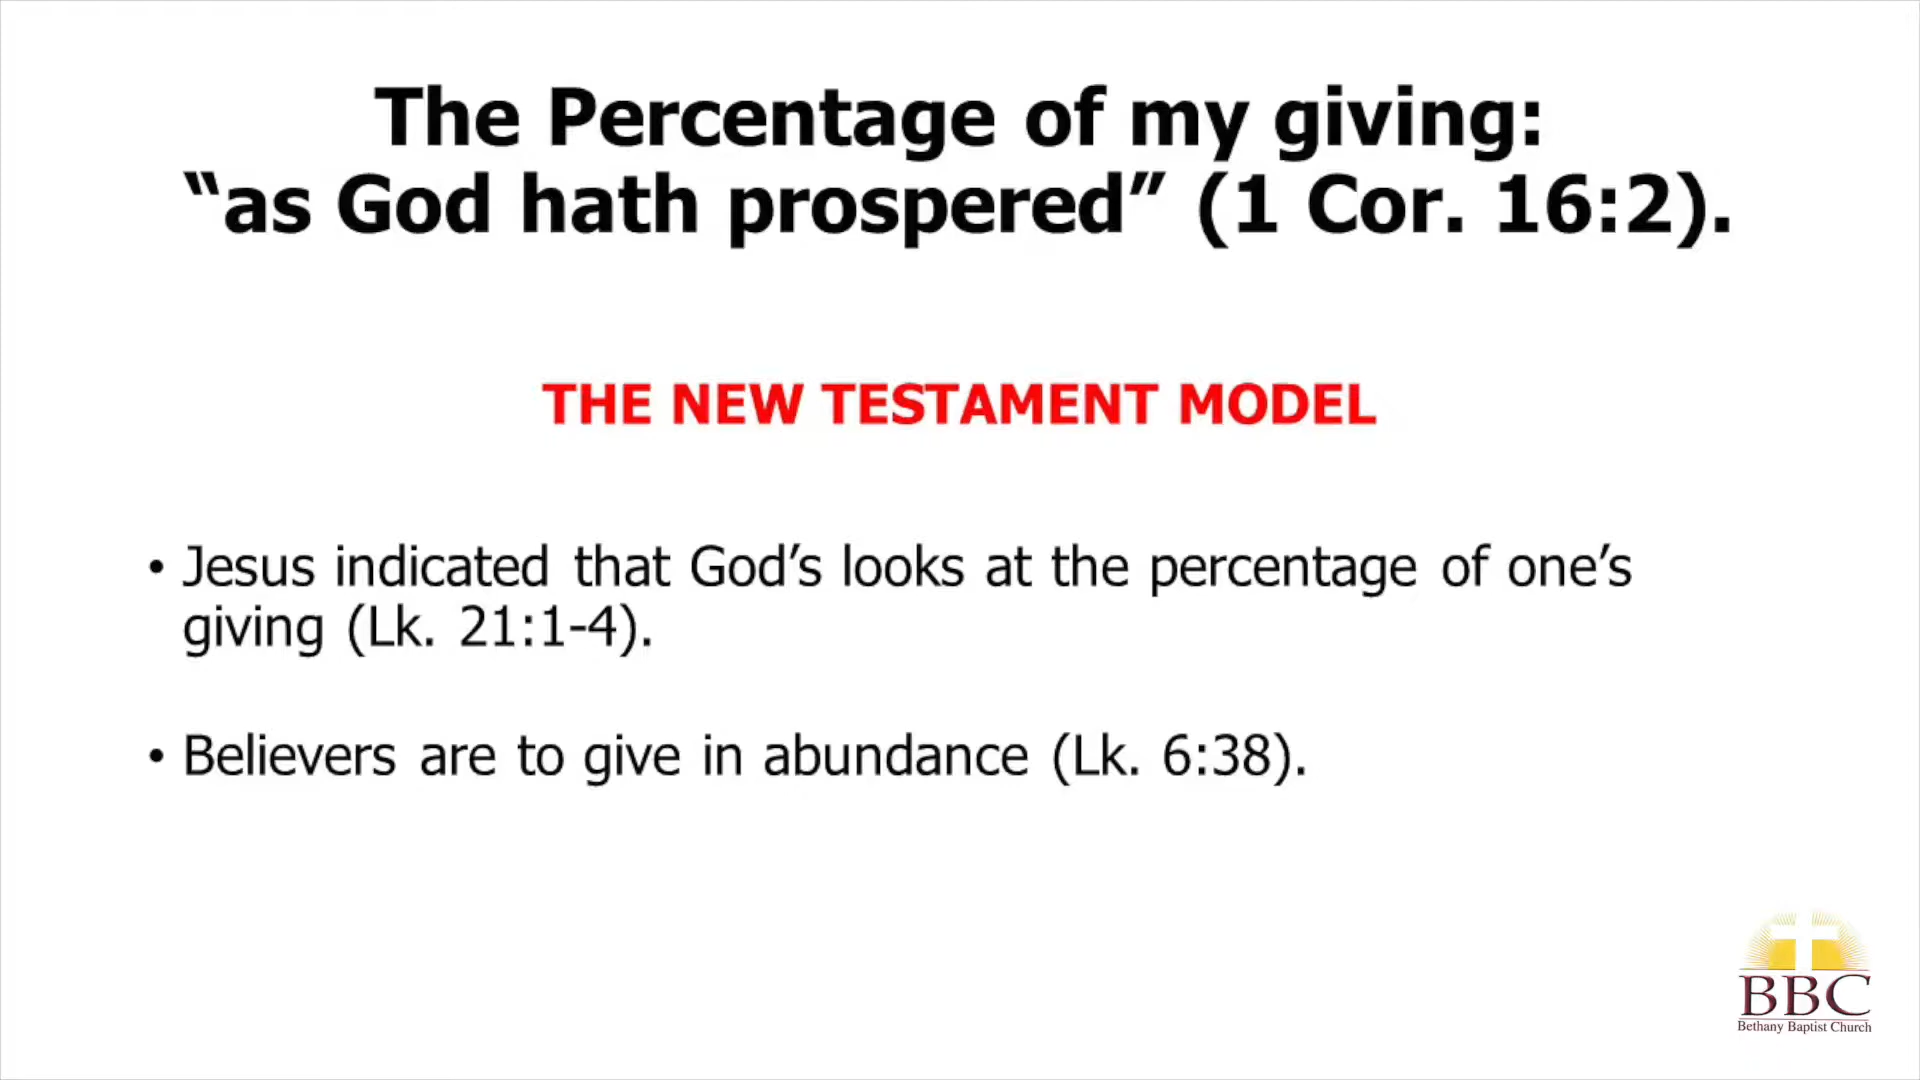 The Percentage of my giving:
“as God hath prospered” (1 Cor. 16:2).
THE NEW TESTAMENT MODEL
• Jesus indicated that God’s looks at the percentage of one’s
giving (Lk. 21:1-4).
• Believers are to give in abundance (Lk. 6:38).
BBC
Bethany Baptist Church